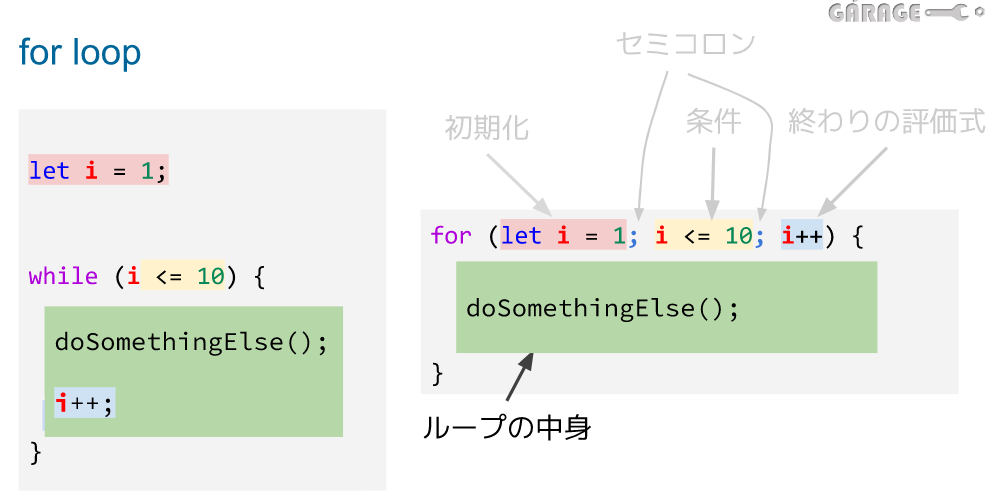 GARAGE
for loop
セミコロン
初期化
条件
終わりの評価式
let i = 1;
while (i <= 10) {
doSomethingElse();
i++;
}
for (let i = 1; i <= 10; i++) {
doSomethingElse();
}
ループの中身